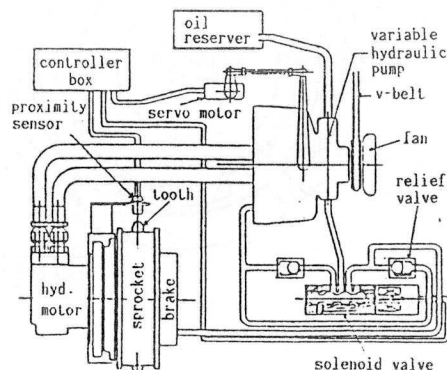 oil reserver
variable
hydraulic
pump
controller
box
v-belt
servo motor
proximity
sensor
fan
tooth
relief
valve
hyd.
motor
sprocket
brake
solenoid valve